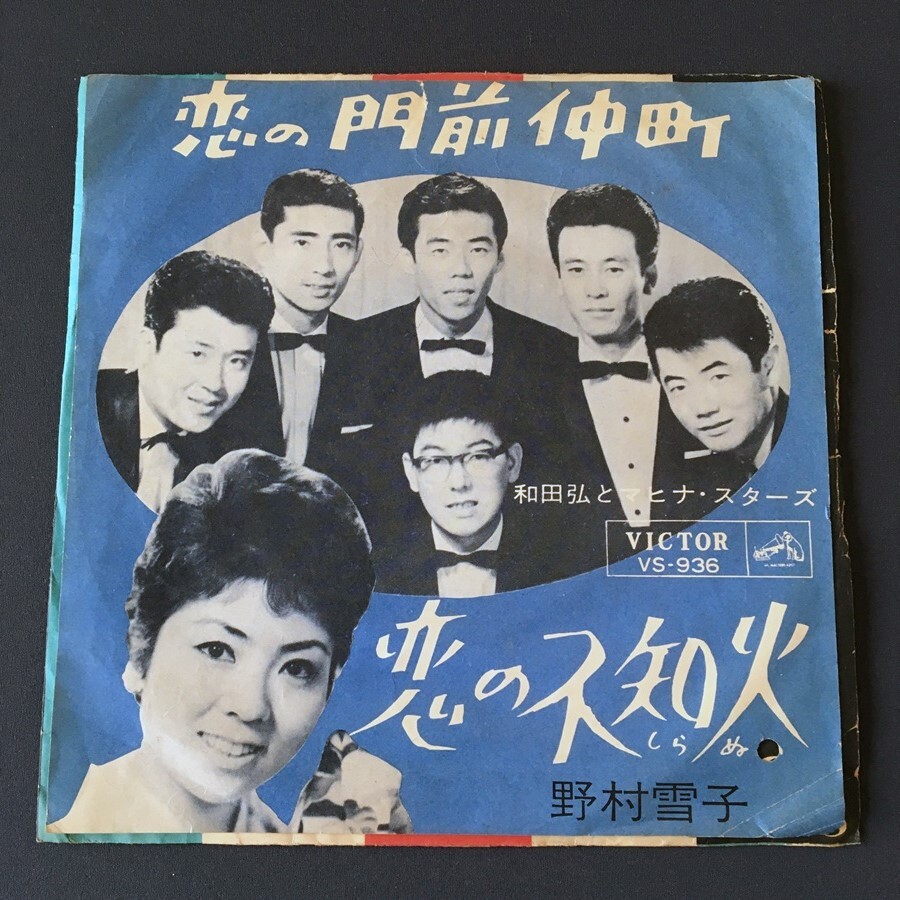 恋の門前仲町
和田弘とマヒナ・スターズ
VICTOR
VS-936
恋の不知火
しらぬ
野村雪子